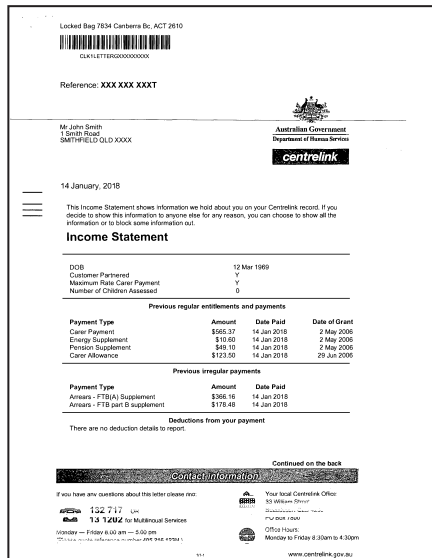 Locked Bag 7834 Canberra Bc, ACT 2610
CLK1LETTERGXXXXXXXXX
Reference: XXX XXX XXXT
Mr John Smith
1 Smith Road
SMITHFIELD QLD XXXX
Australian Government
Department of Human Services
centrelink
14 January, 2018
This Income Statement shows information we hold about you on your Centrelink record. If you
decide to show this information to anyone else for any reason, you can choose to show all the
information or to block some information out.
Income Statement
DOB 12 Mar 1969
Customer Partnered Y
Maximum Rate Carer Payment Y
Number of Children Assessed 0
Previous regular entitlements and payments
Payment Type Amount Date Paid Date of Grant
Carer Payment $565.37 14 Jan 2018 2 May 2006
Energy Supplement $10.60 14 Jan 2018 2 May 2006
Pension Supplement $49.10 14 Jan 2018 2 May 2006
Carer Allowance $123.50 14 Jan 2018 29 Jun 2006
Previous irregular payments
Payment Type Amount Date Paid
Arrears - FTB(A) Supplement $366.16 14 Jan 2018
Arrears - FTB part B supplement $178.48 14 Jan 2018
Deductions from your payment
There are no deduction details to report.
Continued on the back
Contact Information
If you have any questions about this letter please ring:
132 717 OR
13 1202 for Multilingual Services
Monday — Friday 8.00 am — 5.00 pm
Your local Centrelink Office:
33 William Street
PO Box 7800
Office Hours:
Monday to Friday 8:30am to 4:30pm
www.centrelink.gov.au